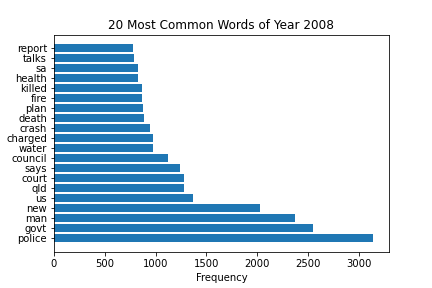 20 Most Common Words of Year 2008
report
talks
sa
health
killed
fire
plan
death
crash
charged
water
council
says
court
qld
us
new
man
govt
police
0 500 1000 1500 2000 2500 3000
Frequency